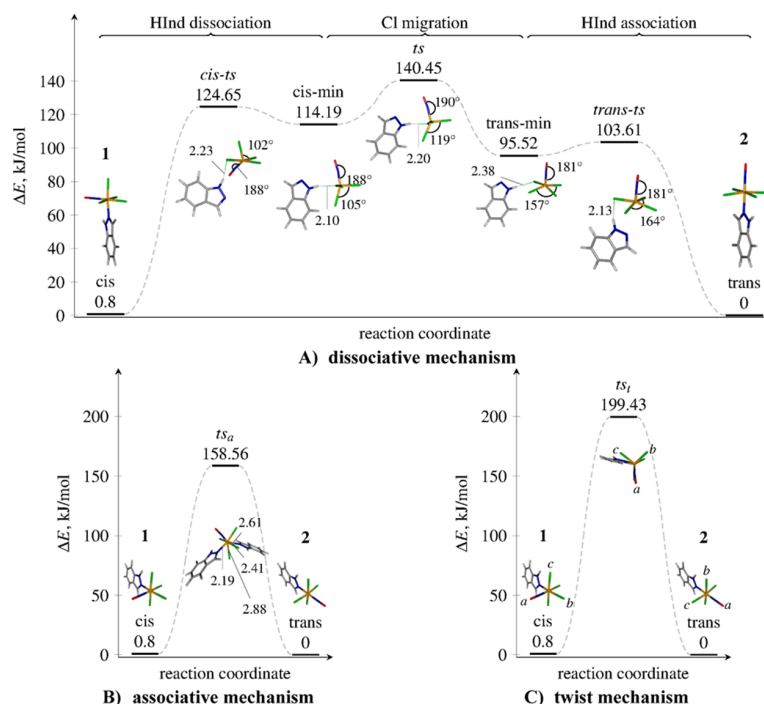 HInd dissociation Cl migration HInd association
ΔE, kJ/mol
140
120
100
80
60
40
20
0
1
cis
0.8
cis-ts
124.65
2.23
102°
188°
cis-min
114.19
188°
105°
2.10
ts
140.45
190°
119°
2.20
trans-min
95.52
2.38
181°
157°
trans-ts
103.61
2.13
181°
164°
2
trans
0
reaction coordinate
A) dissociative mechanism
ΔE, kJ/mol
200
150
100
50
0
1
cis
0.8
tsa
158.56
2.61
2.41
2.19
2.88
2
trans
0
reaction coordinate
B) associative mechanism
ΔE, kJ/mol
200
150
100
50
0
1
c
a
b
cis
0.8
tst
199.43
c
b
a
2
b
c
a
trans
0
reaction coordinate
C) twist mechanism